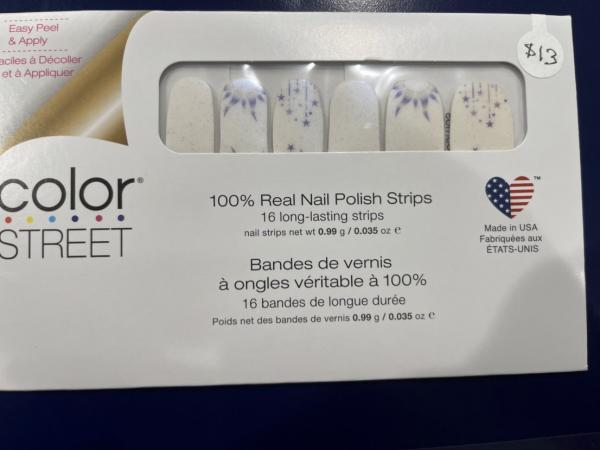 Easy Peel
& Apply
aciles à Décoller
et à Appliquer
$13
color®
STREET
100% Real Nail Polish Strips
16 long-lasting strips
nail strips net wt 0.99 g / 0.035 oz ℮
Bandes de vernis
à ongles véritable à 100%
16 bandes de longue durée
Poids net des bandes de vernis 0.99 g / 0.035 oz ℮
TM
Made in USA
Fabriquées aux
ÉTATS-UNIS